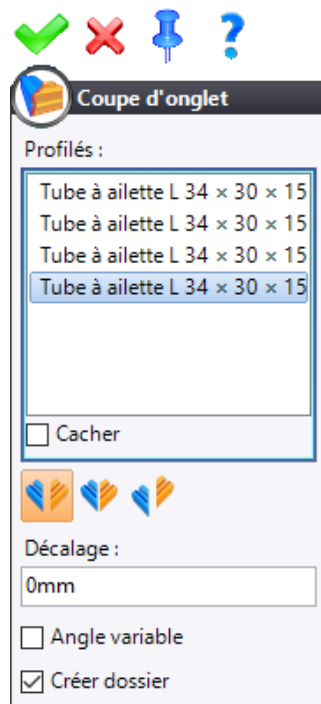 ?
Coupe d'onglet
Profilés :
Tube à ailette L 34 × 30 × 15
Tube à ailette L 34 × 30 × 15
Tube à ailette L 34 × 30 × 15
Tube à ailette L 34 × 30 × 15
Cacher
Décalage :
0mm
Angle variable
Créer dossier